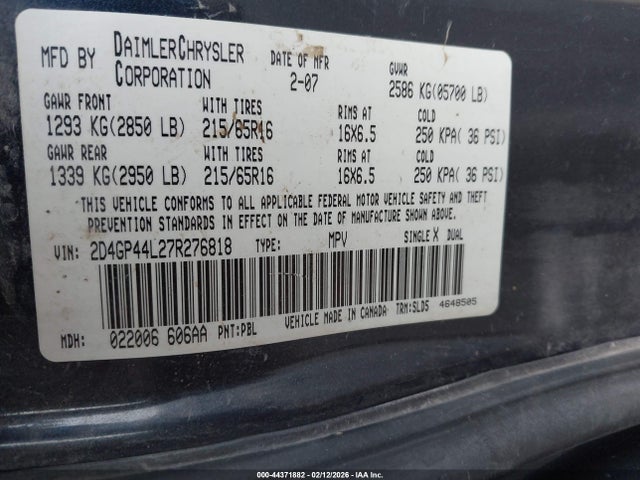 MFD BY DAIMLERCHRYSLER CORPORATION DATE OF MFR 2-07 GVWR 2586 KG(05700 LB)
GAWR FRONT WITH TIRES RIMS AT COLD
1293 KG(2850 LB) 215/65R16 16X6.5 250 KPA( 36 PSI)
GAWR REAR WITH TIRES RIMS AT COLD
1339 KG(2950 LB) 215/65R16 16X6.5 250 KPA( 36 PSI)
THIS VEHICLE CONFORMS TO ALL APPLICABLE FEDERAL MOTOR VEHICLE SAFETY AND THEFT
PREVENTION STANDARDS IN EFFECT ON THE DATE OF MANUFACTURE SHOWN ABOVE.
VIN: 2D4GP44L27R276818 TYPE: MPV SINGLE X DUAL
MDH: 022006 606AA PNT:PBL VEHICLE MADE IN CANADA TRM:SLD5 4648505
000-44371882 - 02/12/2026 - IAA Inc.